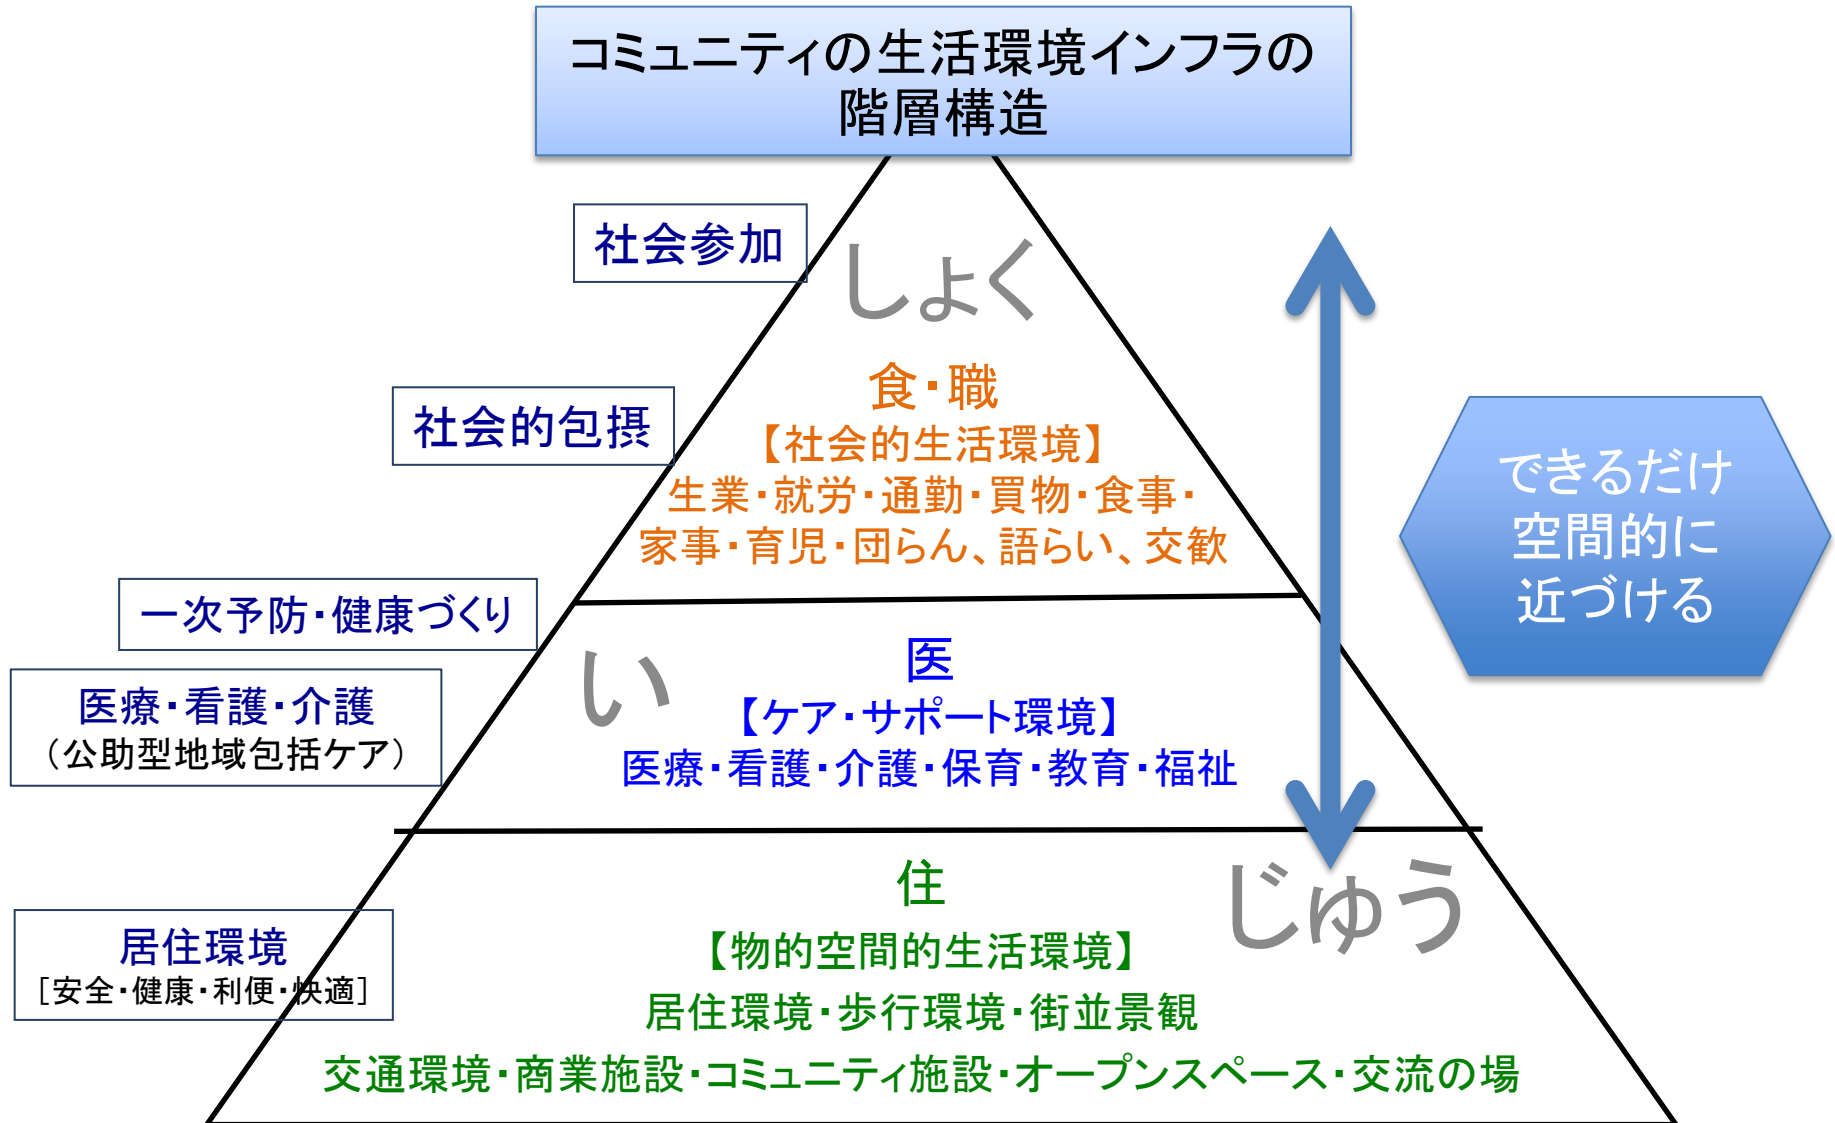 コミュニティの生活環境インフラの
階層構造
社会参加
しょく
社会的包摂
食・職
【社会的生活環境】
生業・就労・通勤・買物・食事・
家事・育児・団らん、語らい、交歓
できるだけ
空間的に
近づける
一次予防・健康づくり
い
医
【ケア・サポート環境】
医療・看護・介護・保育・教育・福祉
医療・看護・介護
（公助型地域包括ケア）
住
じゅう
【物的空間的生活環境】
居住環境・歩行環境・街並景観
交通環境・商業施設・コミュニティ施設・オープンスペース・交流の場
居住環境
［安全・健康・利便・快適］